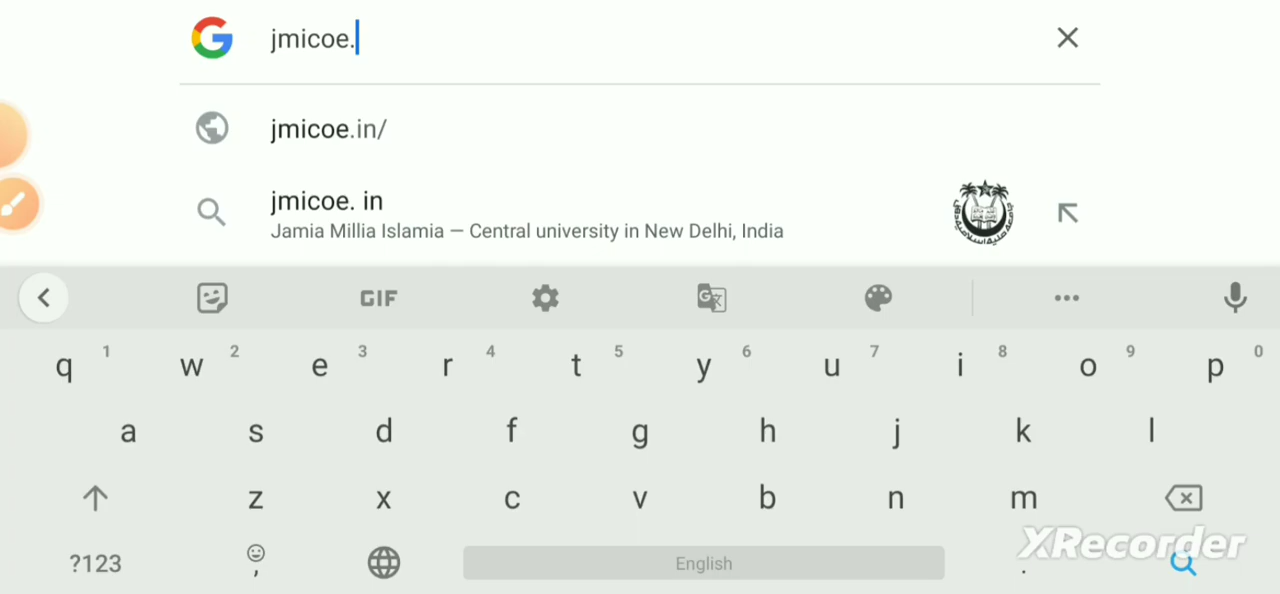 jmicoe.
jmicoe.in/
jmicoe. in
Jamia Millia Islamia — Central university in New Delhi, India
GIF
q 1 w 2 e 3 r 4 t 5 y 6 u 7 i 8 o 9 p 0
a s d f g h j k l
z x c v b n m
XRecorder
?123 , English .